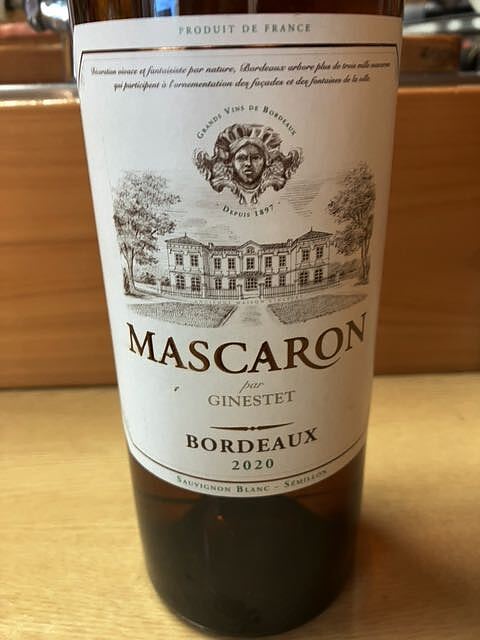 PRODUIT DE FRANCE
Décoration vivace et fantaisiste par nature, Bordeaux arbore plus de trois mille mascarons
qui participent à l'ornementation des façades et des fontaines de la ville.
GRANDS VINS DE BORDEAUX
- DEPUIS 1897 -
MASCARON
par
GINESTET
BORDEAUX
2020
SAUVIGNON BLANC - SÉMILLON